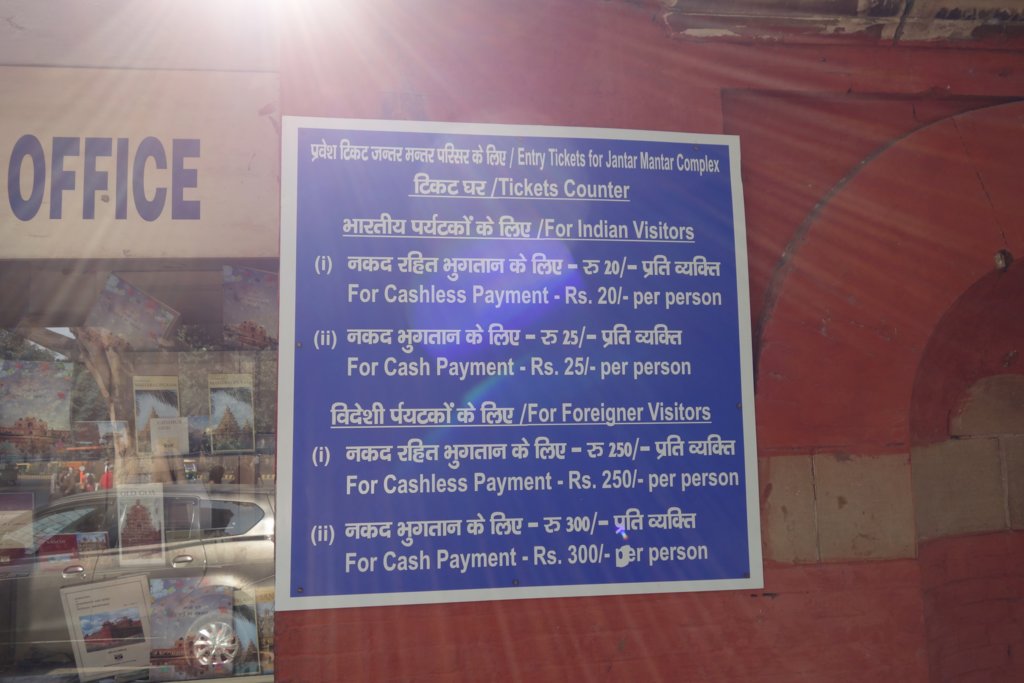 OFFICE
प्रवेश टिकट जन्तर मन्तर परिसर के लिए / Entry Tickets for Jantar Mantar Complex
टिकट घर /Tickets Counter
भारतीय पर्यटकों के लिए /For Indian Visitors
(i) नकद रहित भुगतान के लिए – रु 20/– प्रति व्यक्ति
For Cashless Payment - Rs. 20/- per person
(ii) नकद भुगतान के लिए – रु 25/– प्रति व्यक्ति
For Cash Payment - Rs. 25/- per person
विदेशी र्पयटकों के लिए /For Foreigner Visitors
(i) नकद रहित भुगतान के लिए – रु 250/– प्रति व्यक्ति
For Cashless Payment - Rs. 250/- per person
(ii) नकद भुगतान के लिए – रु 300/– प्रति व्यक्ति
For Cash Payment - Rs. 300/- per person